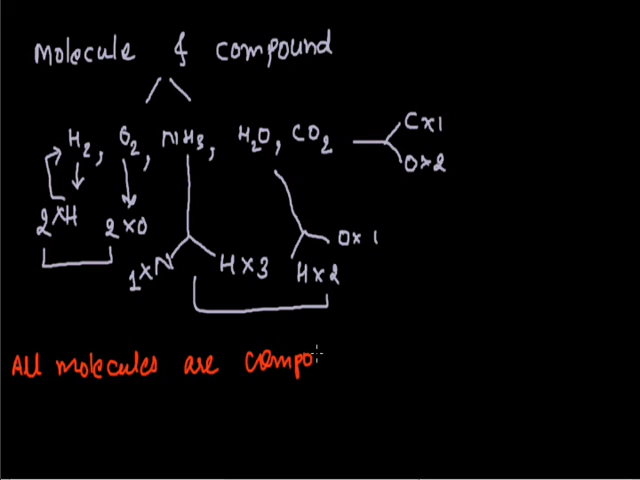 Molecule & compound
H2, O2, NH3, H2O, CO2
C×1
O×2
2×H
2×O
O×1
1×N
H×3
H×2
All molecules are compo